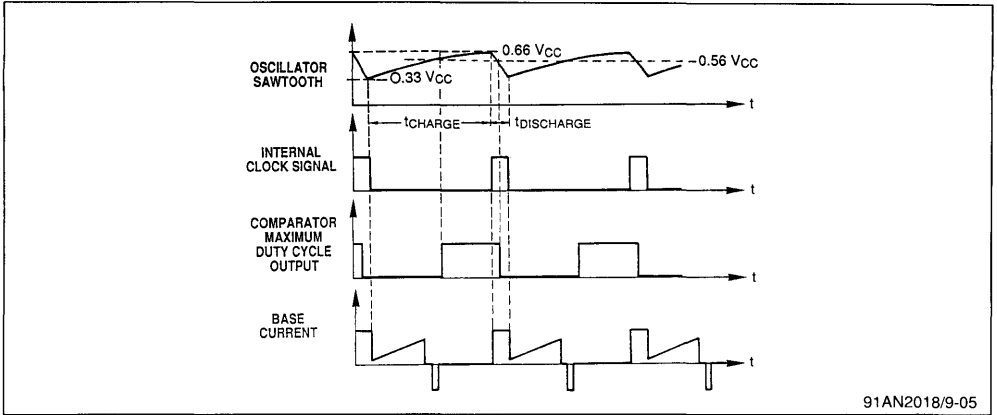 OSCILLATOR
SAWTOOTH
0.66 VCC
0.56 VCC
0.33 VCC
t
tCHARGE
tDISCHARGE
INTERNAL
CLOCK SIGNAL
t
COMPARATOR
MAXIMUM
DUTY CYCLE
OUTPUT
t
BASE
CURRENT
t
91AN2018/9-05